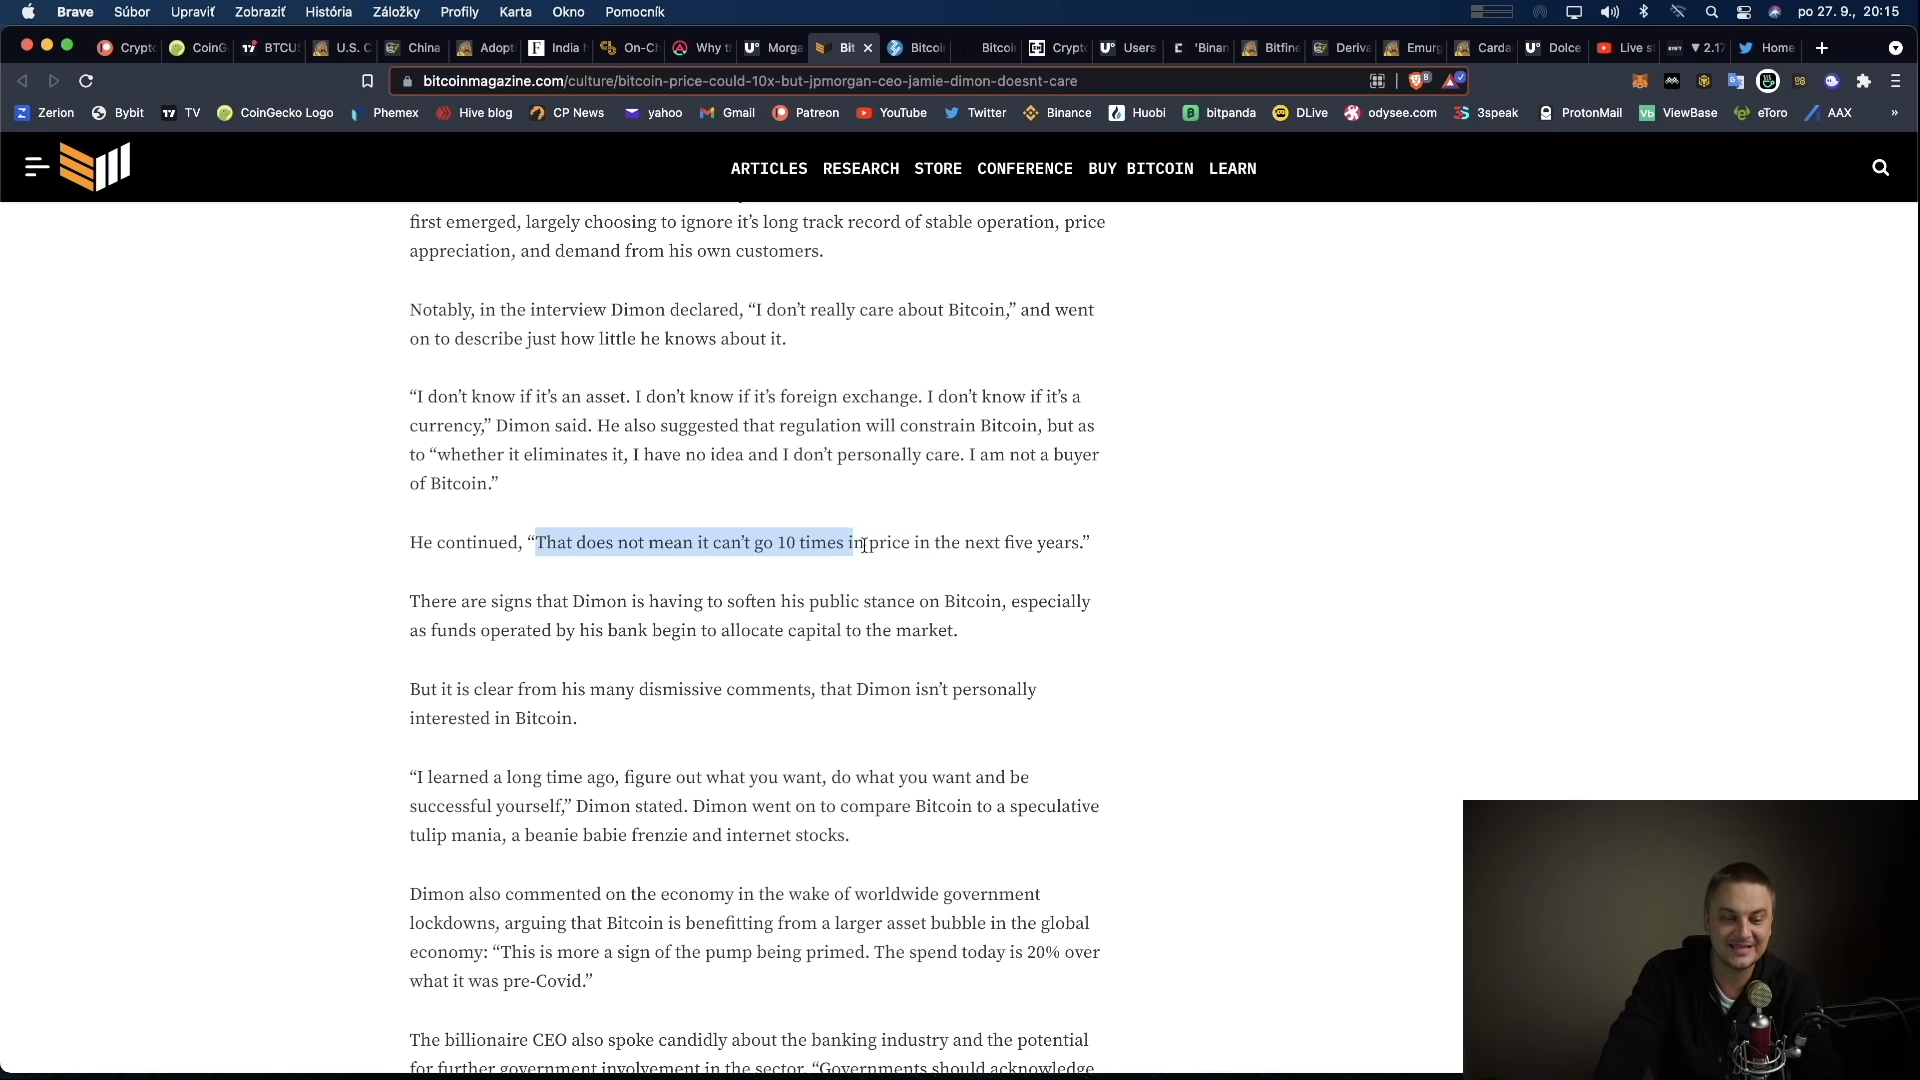 Brave Súbor Upraviť Zobraziť História Záložky Profily Karta Okno Pomocník po 27. 9., 20:15
Crypto CoinG BTCUS U.S. C China Adopt India h On-Ch Why th Morga Bit Bitcoin Bitcoin Crypto Users 'Binan Bitfine Deriva Emurg Carda Dolce Live st ▼ 2.17 Home
bitcoinmagazine.com/culture/bitcoin-price-could-10x-but-jpmorgan-ceo-jamie-dimon-doesnt-care 8
Zerion Bybit TV CoinGecko Logo Phemex Hive blog CP News yahoo Gmail Patreon YouTube Twitter Binance Huobi bitpanda DLive odysee.com 3speak ProtonMail ViewBase eToro AAX »
ARTICLES RESEARCH STORE CONFERENCE BUY BITCOIN LEARN
first emerged, largely choosing to ignore it’s long track record of stable operation, price
appreciation, and demand from his own customers.
Notably, in the interview Dimon declared, “I don’t really care about Bitcoin,” and went
on to describe just how little he knows about it.
“I don’t know if it’s an asset. I don’t know if it’s foreign exchange. I don’t know if it’s a
currency,” Dimon said. He also suggested that regulation will constrain Bitcoin, but as
to “whether it eliminates it, I have no idea and I don’t personally care. I am not a buyer
of Bitcoin.”
He continued, “That does not mean it can’t go 10 times in price in the next five years.”
There are signs that Dimon is having to soften his public stance on Bitcoin, especially
as funds operated by his bank begin to allocate capital to the market.
But it is clear from his many dismissive comments, that Dimon isn’t personally
interested in Bitcoin.
“I learned a long time ago, figure out what you want, do what you want and be
successful yourself,” Dimon stated. Dimon went on to compare Bitcoin to a speculative
tulip mania, a beanie babie frenzie and internet stocks.
Dimon also commented on the economy in the wake of worldwide government
lockdowns, arguing that Bitcoin is benefitting from a larger asset bubble in the global
economy: “This is more a sign of the pump being primed. The spend today is 20% over
what it was pre-Covid.”
The billionaire CEO also spoke candidly about the banking industry and the potential
for further government involvement in the sector. “Governments should acknowledge